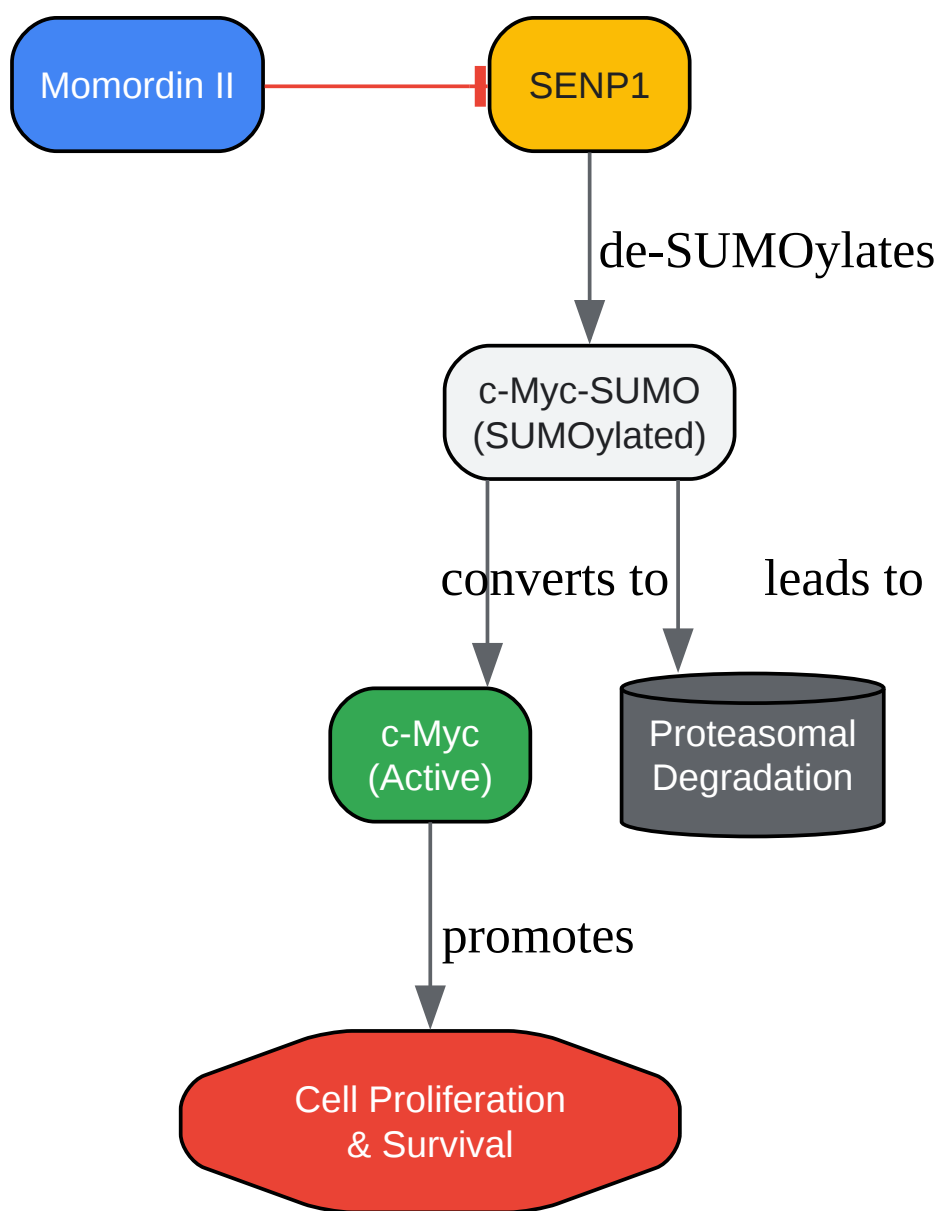 Momordin II
SENP1
de-SUMOylates
c-Myc-SUMO
(SUMOylated)
converts to
leads to
c-Myc
(Active)
Proteasomal
Degradation
promotes
Cell Proliferation
& Survival